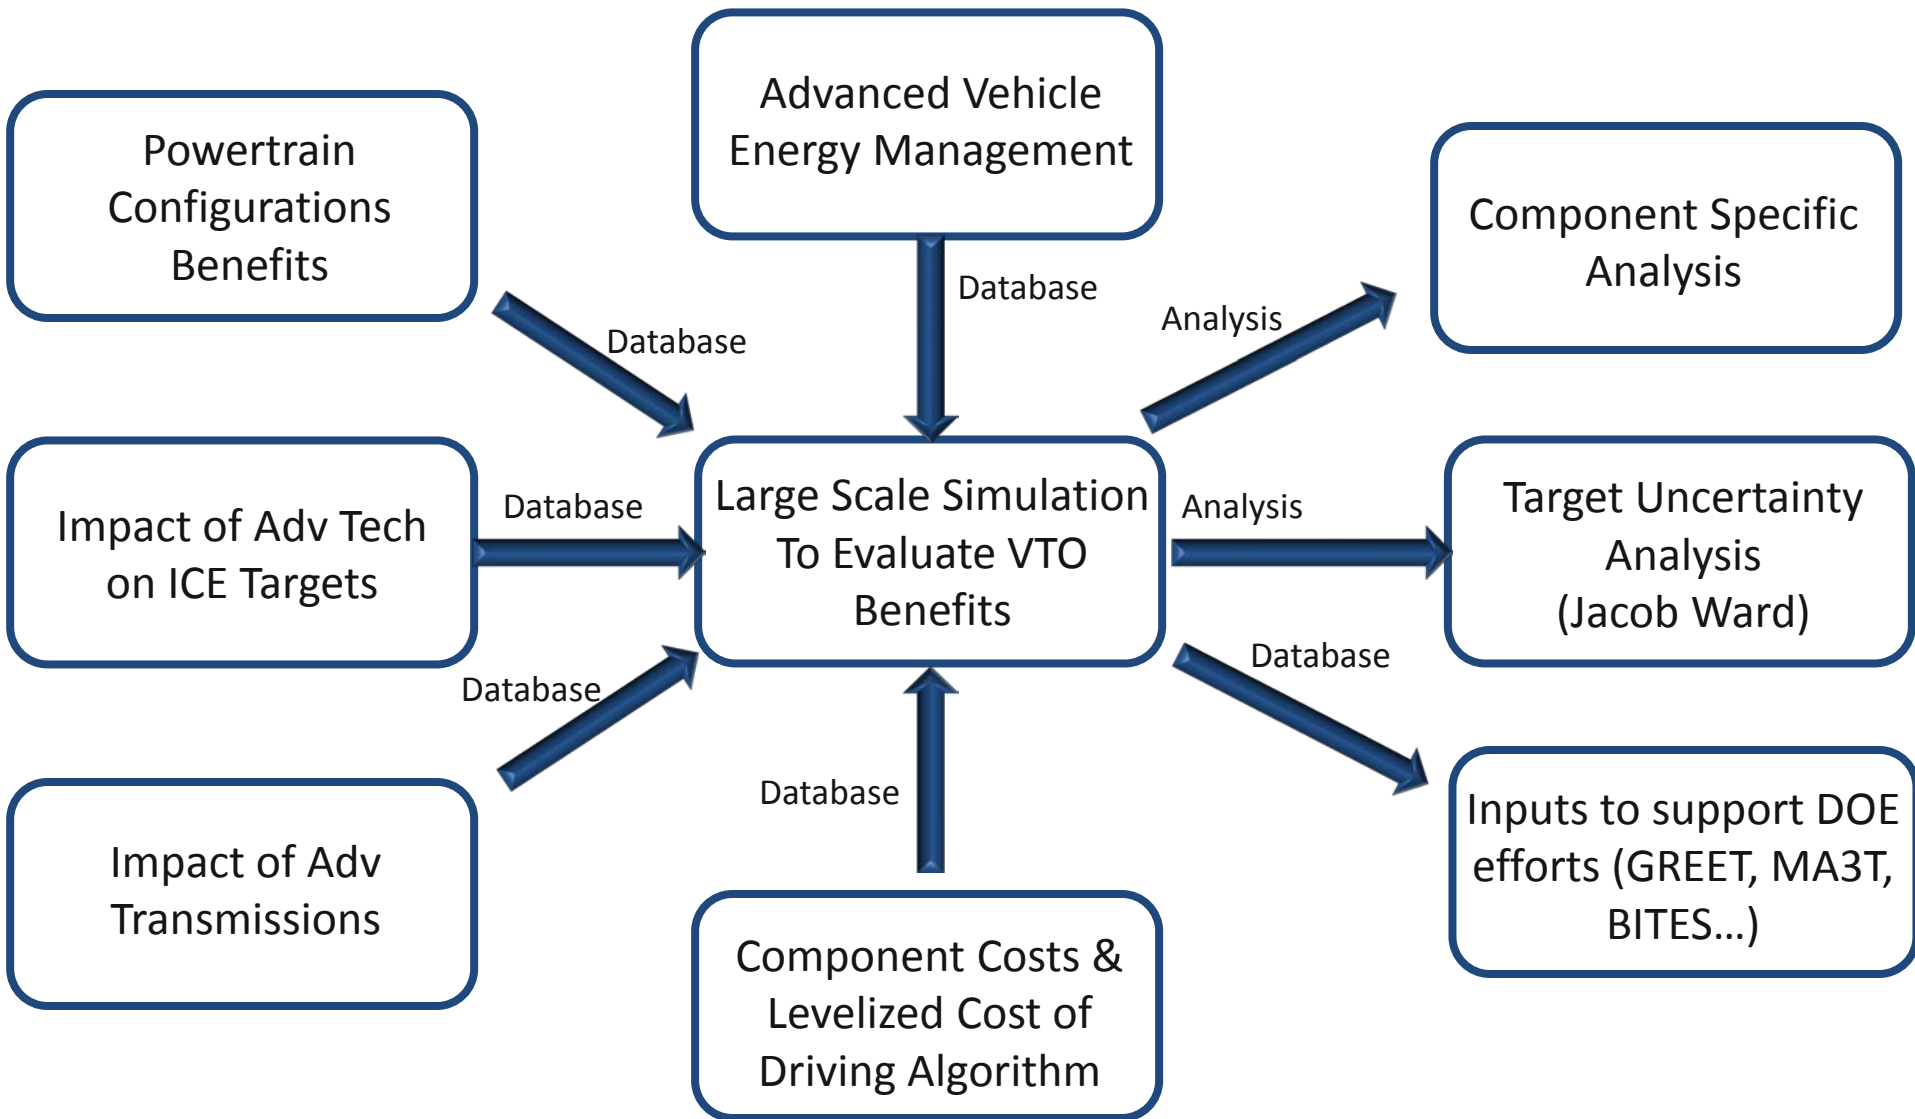 Advanced Vehicle
Energy Management
Powertrain
Configurations
Benefits
Component Specific
Analysis
Database
Database
Analysis
Impact of Adv Tech
on ICE Targets
Database
Large Scale Simulation
To Evaluate VTO
Benefits
Analysis
Target Uncertainty
Analysis
(Jacob Ward)
Database
Database
Impact of Adv
Transmissions
Database
Component Costs &
Levelized Cost of
Driving Algorithm
Inputs to support DOE
efforts (GREET, MA3T,
BITES…)